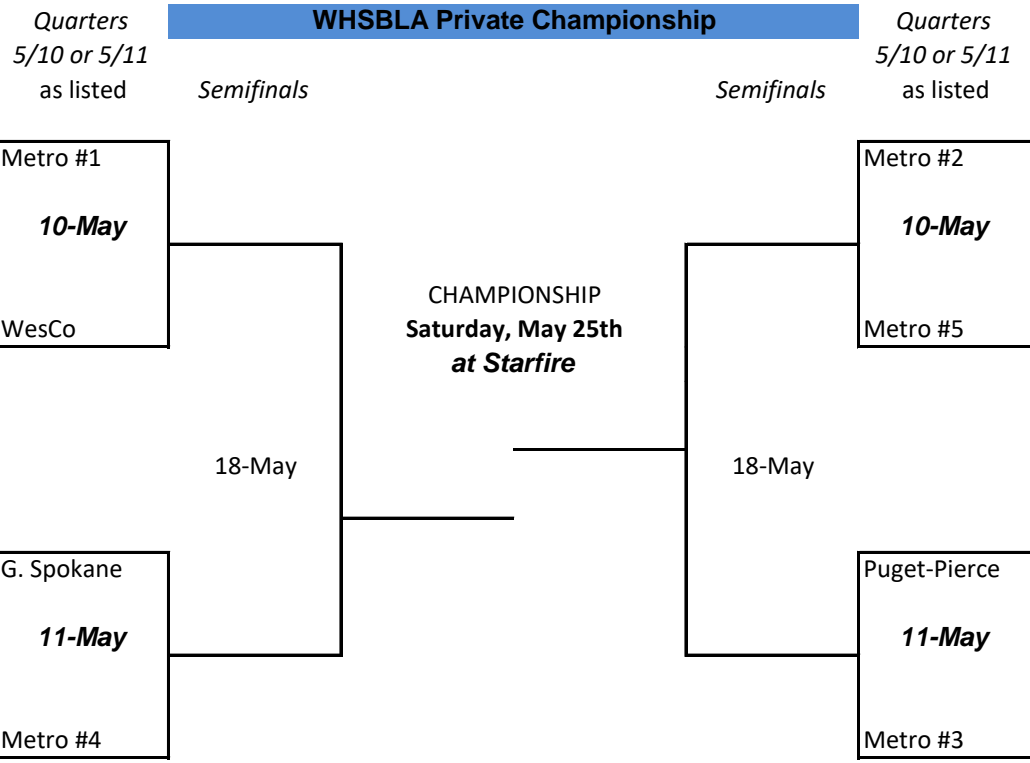 Quarters
5/10 or 5/11
as listed
WHSBLA Private Championship
Quarters
5/10 or 5/11
as listed
Semifinals
Semifinals
Metro #1
10-May
WesCo
Metro #2
10-May
Metro #5
CHAMPIONSHIP
Saturday, May 25th
at Starfire
18-May
18-May
G. Spokane
11-May
Metro #4
Puget-Pierce
11-May
Metro #3